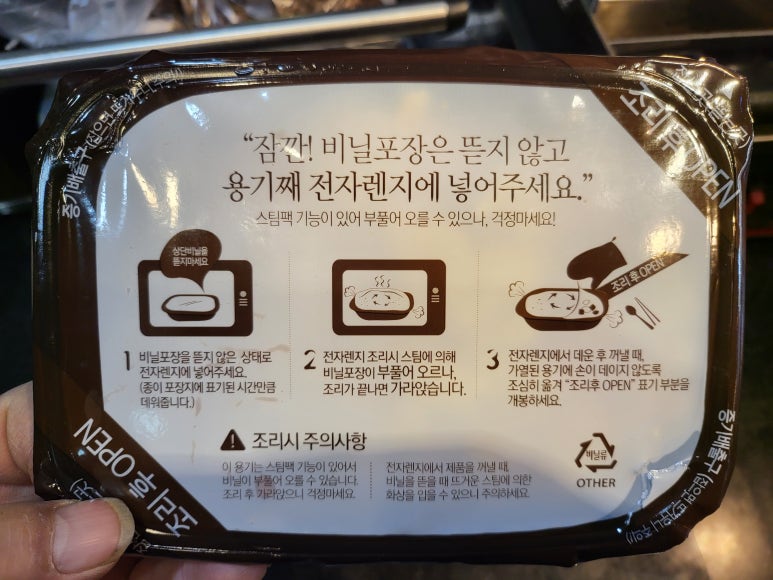 증기배출구
조리 후 OPEN
"잠깐! 비닐포장은 뜯지 않고
용기째 전자렌지에 넣어주세요."
스팀팩 기능이 있어 부풀어 오를 수 있으나, 걱정마세요!
상단비닐을
뜯지마세요
조리 후 OPEN
1 비닐포장을 뜯지 않은 상태로
전자렌지에 넣어주세요.
(종이 포장지에 표기된 시간만큼
데워줍니다.)
2 전자렌지 조리시 스팀에 의해
비닐포장이 부풀어 오르나,
조리가 끝나면 가라앉습니다.
3 전자렌지에서 데운 후 꺼낼 때,
가열된 용기에 손이 데이지 않도록
조심히 옮겨 "조리후 OPEN" 표기 부분을
개봉하세요.
조리시 주의사항
이 용기는 스팀팩 기능이 있어서
비닐이 부풀어 오를 수 있습니다.
조리 후 가라앉으니 걱정마세요.
전자렌지에서 제품을 꺼낼 때,
비닐을 뜯을 때 뜨거운 스팀에 의한
화상을 입을 수 있으니 주의하세요.
비닐류
OTHER
조리 후 OPEN
증기배출구